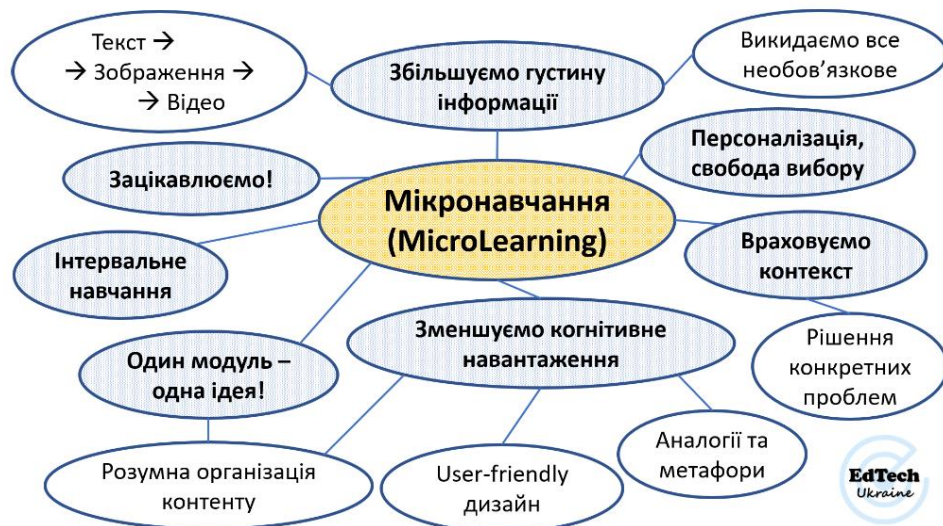 Текст →
→ Зображення →
→ Відео
Збільшуємо густину
інформації
Викидаємо все
необов’язкове
Зацікавлюємо!
Персоналізація,
свобода вибору
Мікронавчання
(MicroLearning)
Інтервальне
навчання
Враховуємо
контекст
Один модуль –
одна ідея!
Зменшуємо когнітивне
навантаження
Рішення
конкретних
проблем
Розумна організація
контенту
User-friendly
дизайн
Аналогії та
метафори
EdTech
Ukraine